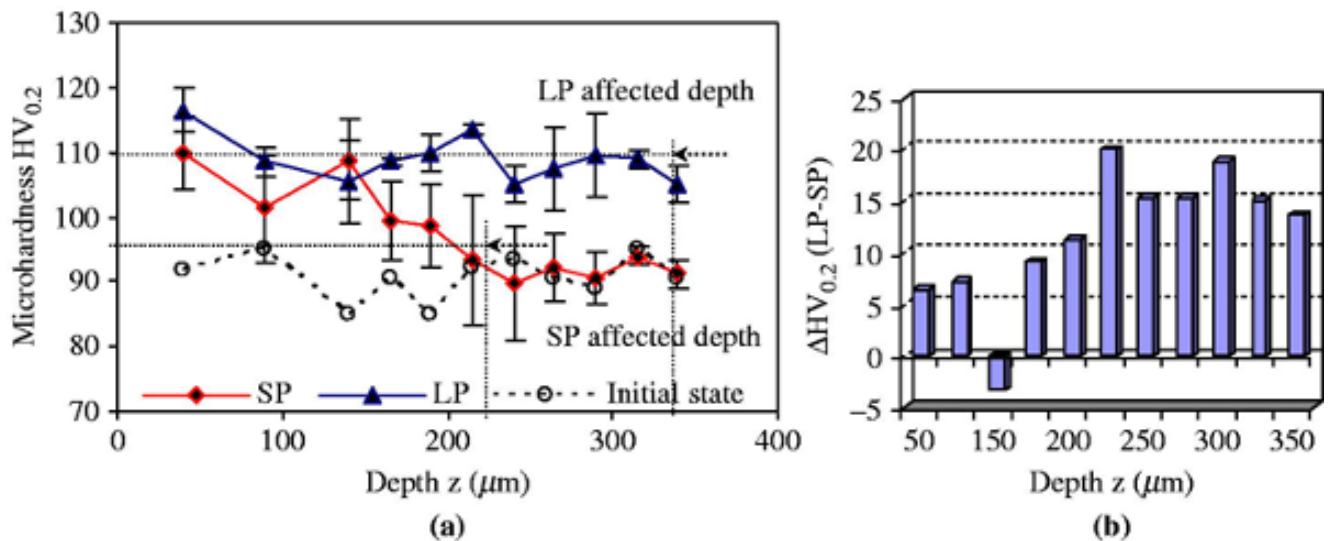 130
120
110
100
90
80
70
Microhardness HV0.2
LP affected depth
SP affected depth
SP
LP
Initial state
0
100
200
300
400
Depth z (μm)
(a)
25
20
15
10
5
0
–5
ΔHV0.2 (LP-SP)
50
150
200
250
300
350
Depth z (μm)
(b)